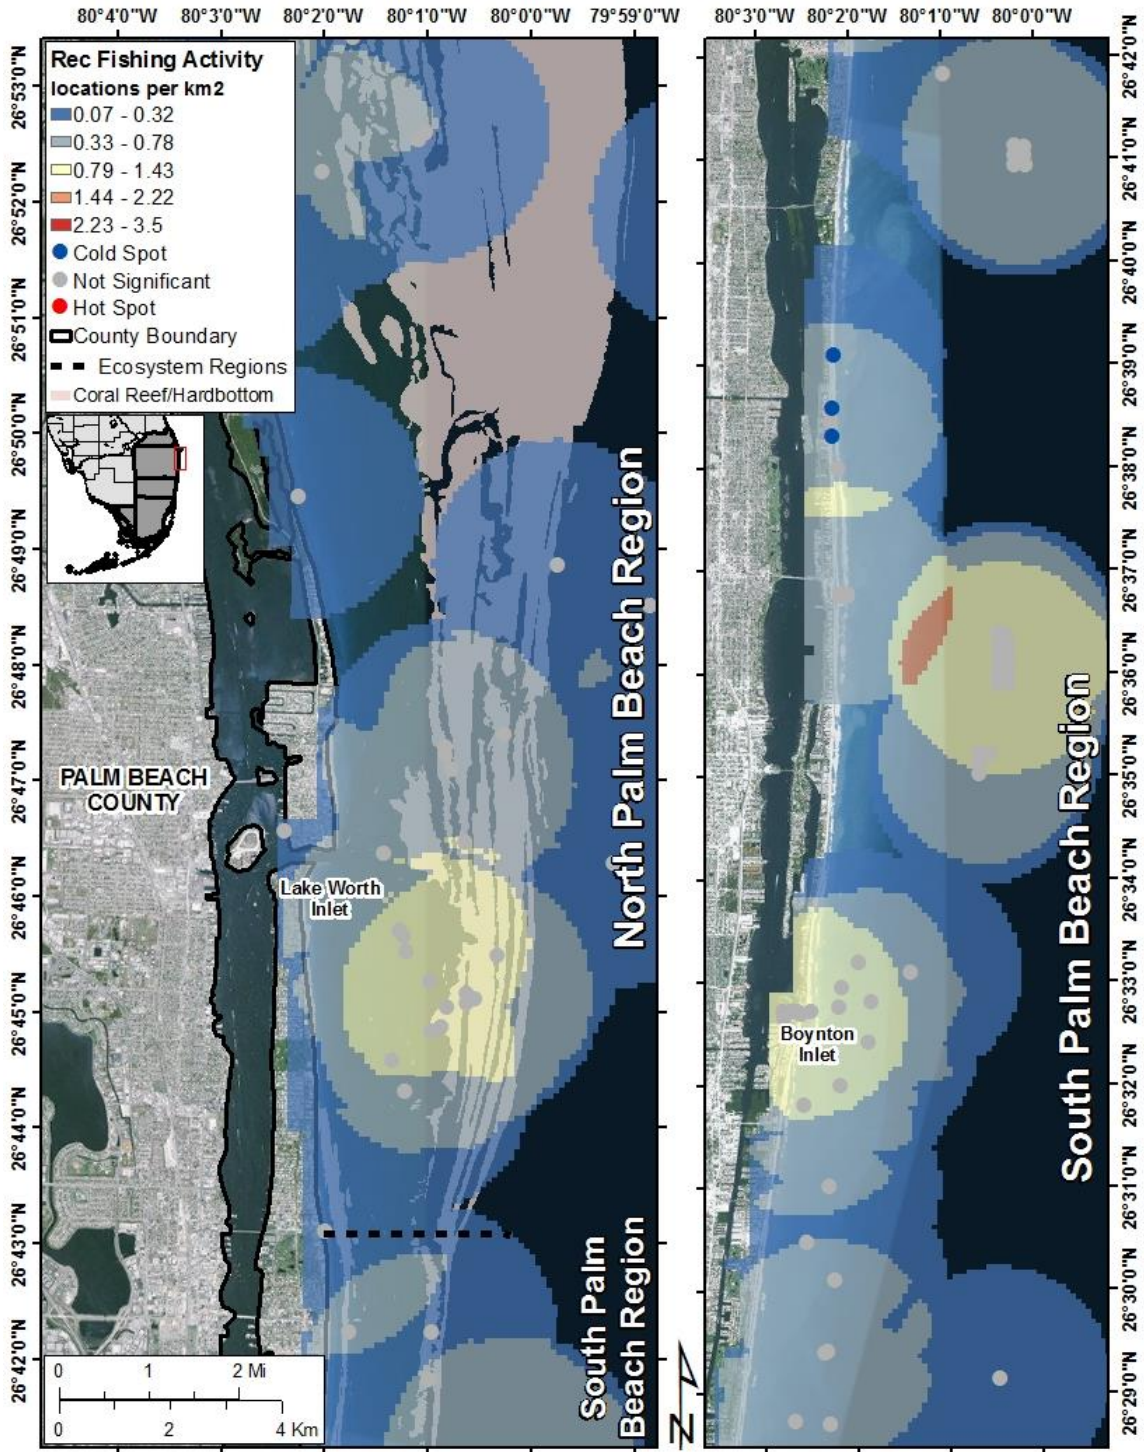 80°4'0"W 80°3'0"W 80°2'0"W 80°1'0"W 80°0'0"W 79°59'0"W
80°3'0"W 80°2'0"W 80°1'0"W 80°0'0"W
Rec Fishing Activity
locations per km2
0.07 - 0.32
0.33 - 0.78
0.79 - 1.43
1.44 - 2.22
2.23 - 3.5
Cold Spot
Not Significant
Hot Spot
County Boundary
Ecosystem Regions
Coral Reef/Hardbottom
26°53'0"N
26°52'0"N
26°51'0"N
26°50'0"N
26°49'0"N
26°48'0"N
26°47'0"N
26°46'0"N
26°45'0"N
26°44'0"N
26°43'0"N
26°42'0"N
PALM BEACH
COUNTY
Lake Worth
Inlet
North Palm Beach Region
South Palm
Beach Region
0 1 2 Mi
0 2 4 Km
N
Boynton
Inlet
South Palm Beach Region
26°42'0"N
26°41'0"N
26°40'0"N
26°39'0"N
26°38'0"N
26°37'0"N
26°36'0"N
26°35'0"N
26°34'0"N
26°33'0"N
26°32'0"N
26°31'0"N
26°30'0"N
26°29'0"N